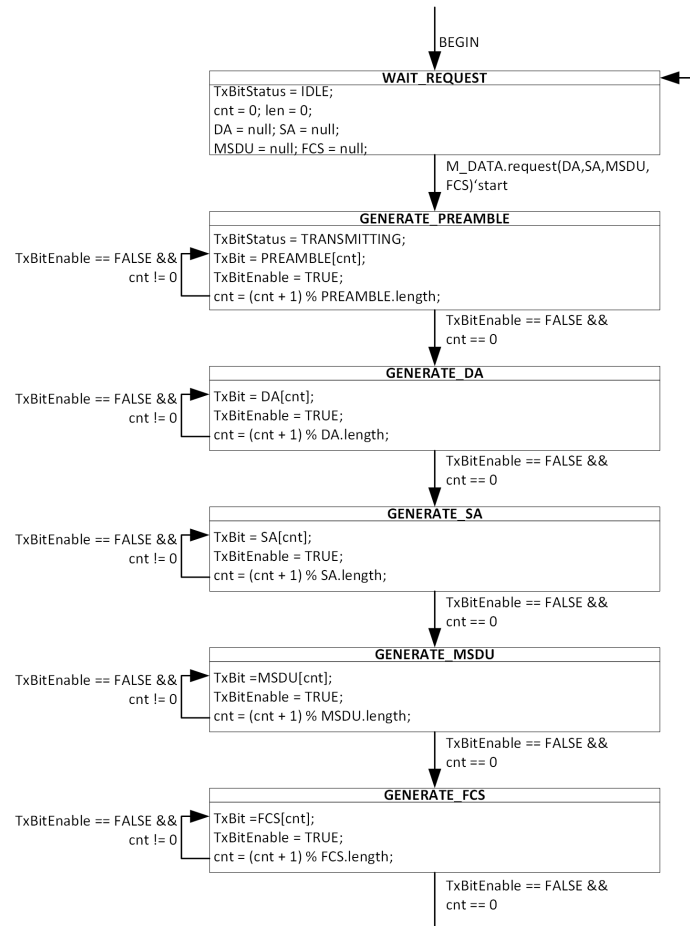 BEGIN
WAIT_REQUEST
TxBitStatus = IDLE;
cnt = 0; len = 0;
DA = null; SA = null;
MSDU = null; FCS = null;
M_DATA.request(DA,SA,MSDU,
FCS)‘start
GENERATE_PREAMBLE
TxBitStatus = TRANSMITTING;
TxBit = PREAMBLE[cnt];
TxBitEnable = TRUE;
cnt = (cnt + 1) % PREAMBLE.length;
TxBitEnable == FALSE &&
cnt != 0
TxBitEnable == FALSE &&
cnt == 0
GENERATE_DA
TxBit = DA[cnt];
TxBitEnable = TRUE;
cnt = (cnt + 1) % DA.length;
TxBitEnable == FALSE &&
cnt != 0
TxBitEnable == FALSE &&
cnt == 0
GENERATE_SA
TxBit = SA[cnt];
TxBitEnable = TRUE;
cnt = (cnt + 1) % SA.length;
TxBitEnable == FALSE &&
cnt != 0
TxBitEnable == FALSE &&
cnt == 0
GENERATE_MSDU
TxBit =MSDU[cnt];
TxBitEnable = TRUE;
cnt = (cnt + 1) % MSDU.length;
TxBitEnable == FALSE &&
cnt != 0
TxBitEnable == FALSE &&
cnt == 0
GENERATE_FCS
TxBit =FCS[cnt];
TxBitEnable = TRUE;
cnt = (cnt + 1) % FCS.length;
TxBitEnable == FALSE &&
cnt != 0
TxBitEnable == FALSE &&
cnt == 0